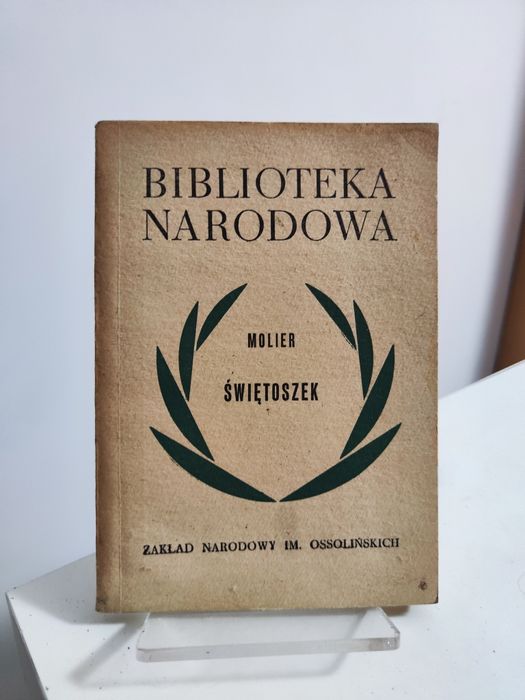 BIBLIOTEKA
NARODOWA
MOLIER
ŚWIĘTOSZEK
ZAKŁAD NARODOWY IM. OSSOLIŃSKICH